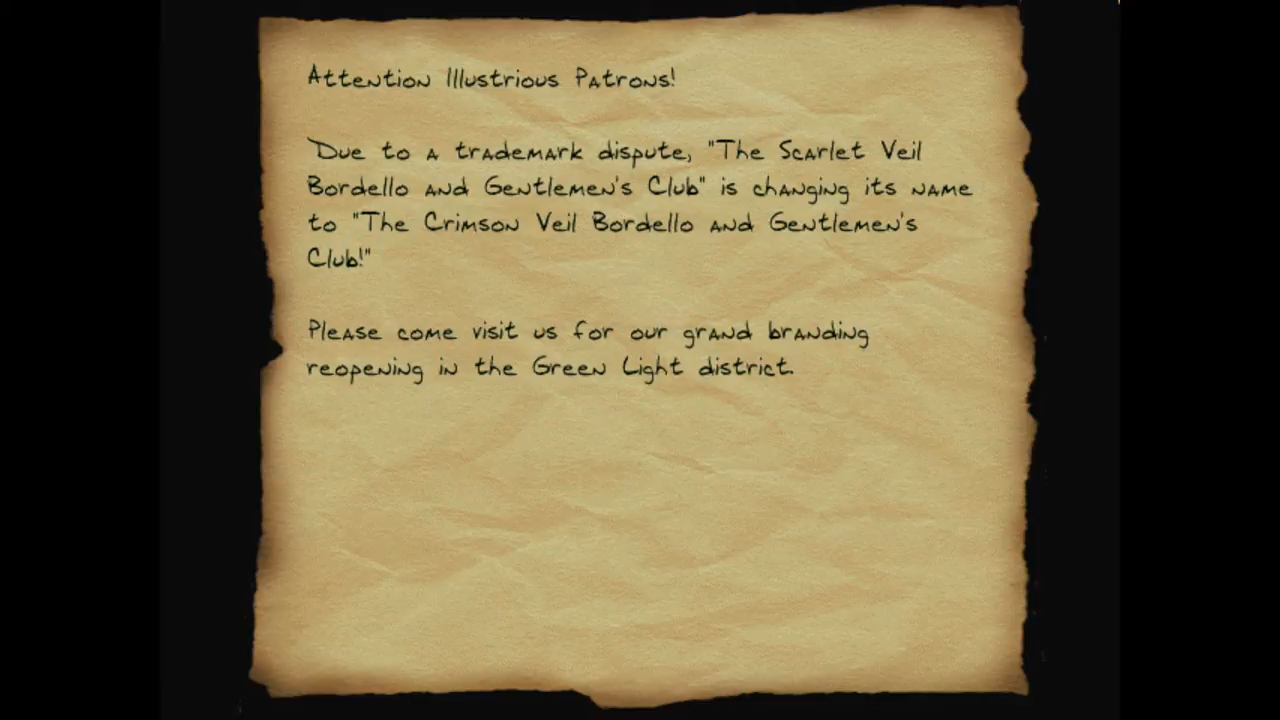 Attention Illustrious Patrons!
Due to a trademark dispute, "The Scarlet Veil
Bordello and Gentlemen's Club" is changing its name
to "The Crimson Veil Bordello and Gentlemen's
Club!"
Please come visit us for our grand branding
reopening in the Green Light district.